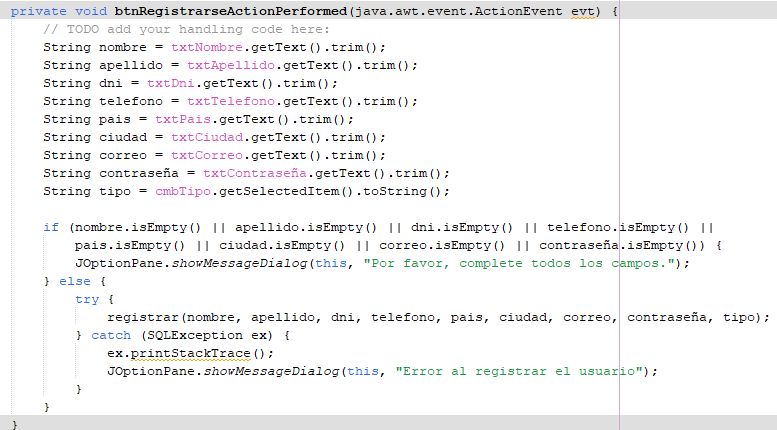 private void btnRegistrarseActionPerformed(java.awt.event.ActionEvent evt) {
// TODO add your handling code here:
String nombre = txtNombre.getText().trim();
String apellido = txtApellido.getText().trim();
String dni = txtDni.getText().trim();
String telefono = txtTelefono.getText().trim();
String pais = txtPais.getText().trim();
String ciudad = txtCiudad.getText().trim();
String correo = txtCorreo.getText().trim();
String contraseña = txtContraseña.getText().trim();
String tipo = cmbTipo.getSelectedItem().toString();
if (nombre.isEmpty() || apellido.isEmpty() || dni.isEmpty() || telefono.isEmpty() ||
pais.isEmpty() || ciudad.isEmpty() || correo.isEmpty() || contraseña.isEmpty()) {
JOptionPane.showMessageDialog(this, "Por favor, complete todos los campos.");
} else {
try {
registrar(nombre, apellido, dni, telefono, pais, ciudad, correo, contraseña, tipo);
} catch (SQLException ex) {
ex.printStackTrace();
JOptionPane.showMessageDialog(this, "Error al registrar el usuario");
}
}
}